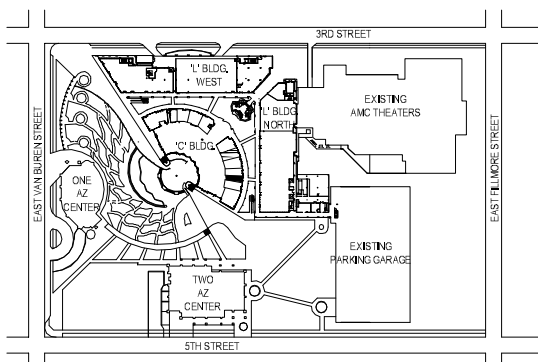 3RD STREET
'L' BLDG.
WEST
'L' BLDG.
NORTH
EXISTING
AMC THEATERS
'C' BLDG.
EAST VAN BUREN STREET
ONE
AZ
CENTER
EAST FILLMORE STREET
EXISTING
PARKING GARAGE
TWO
AZ
CENTER
5TH STREET